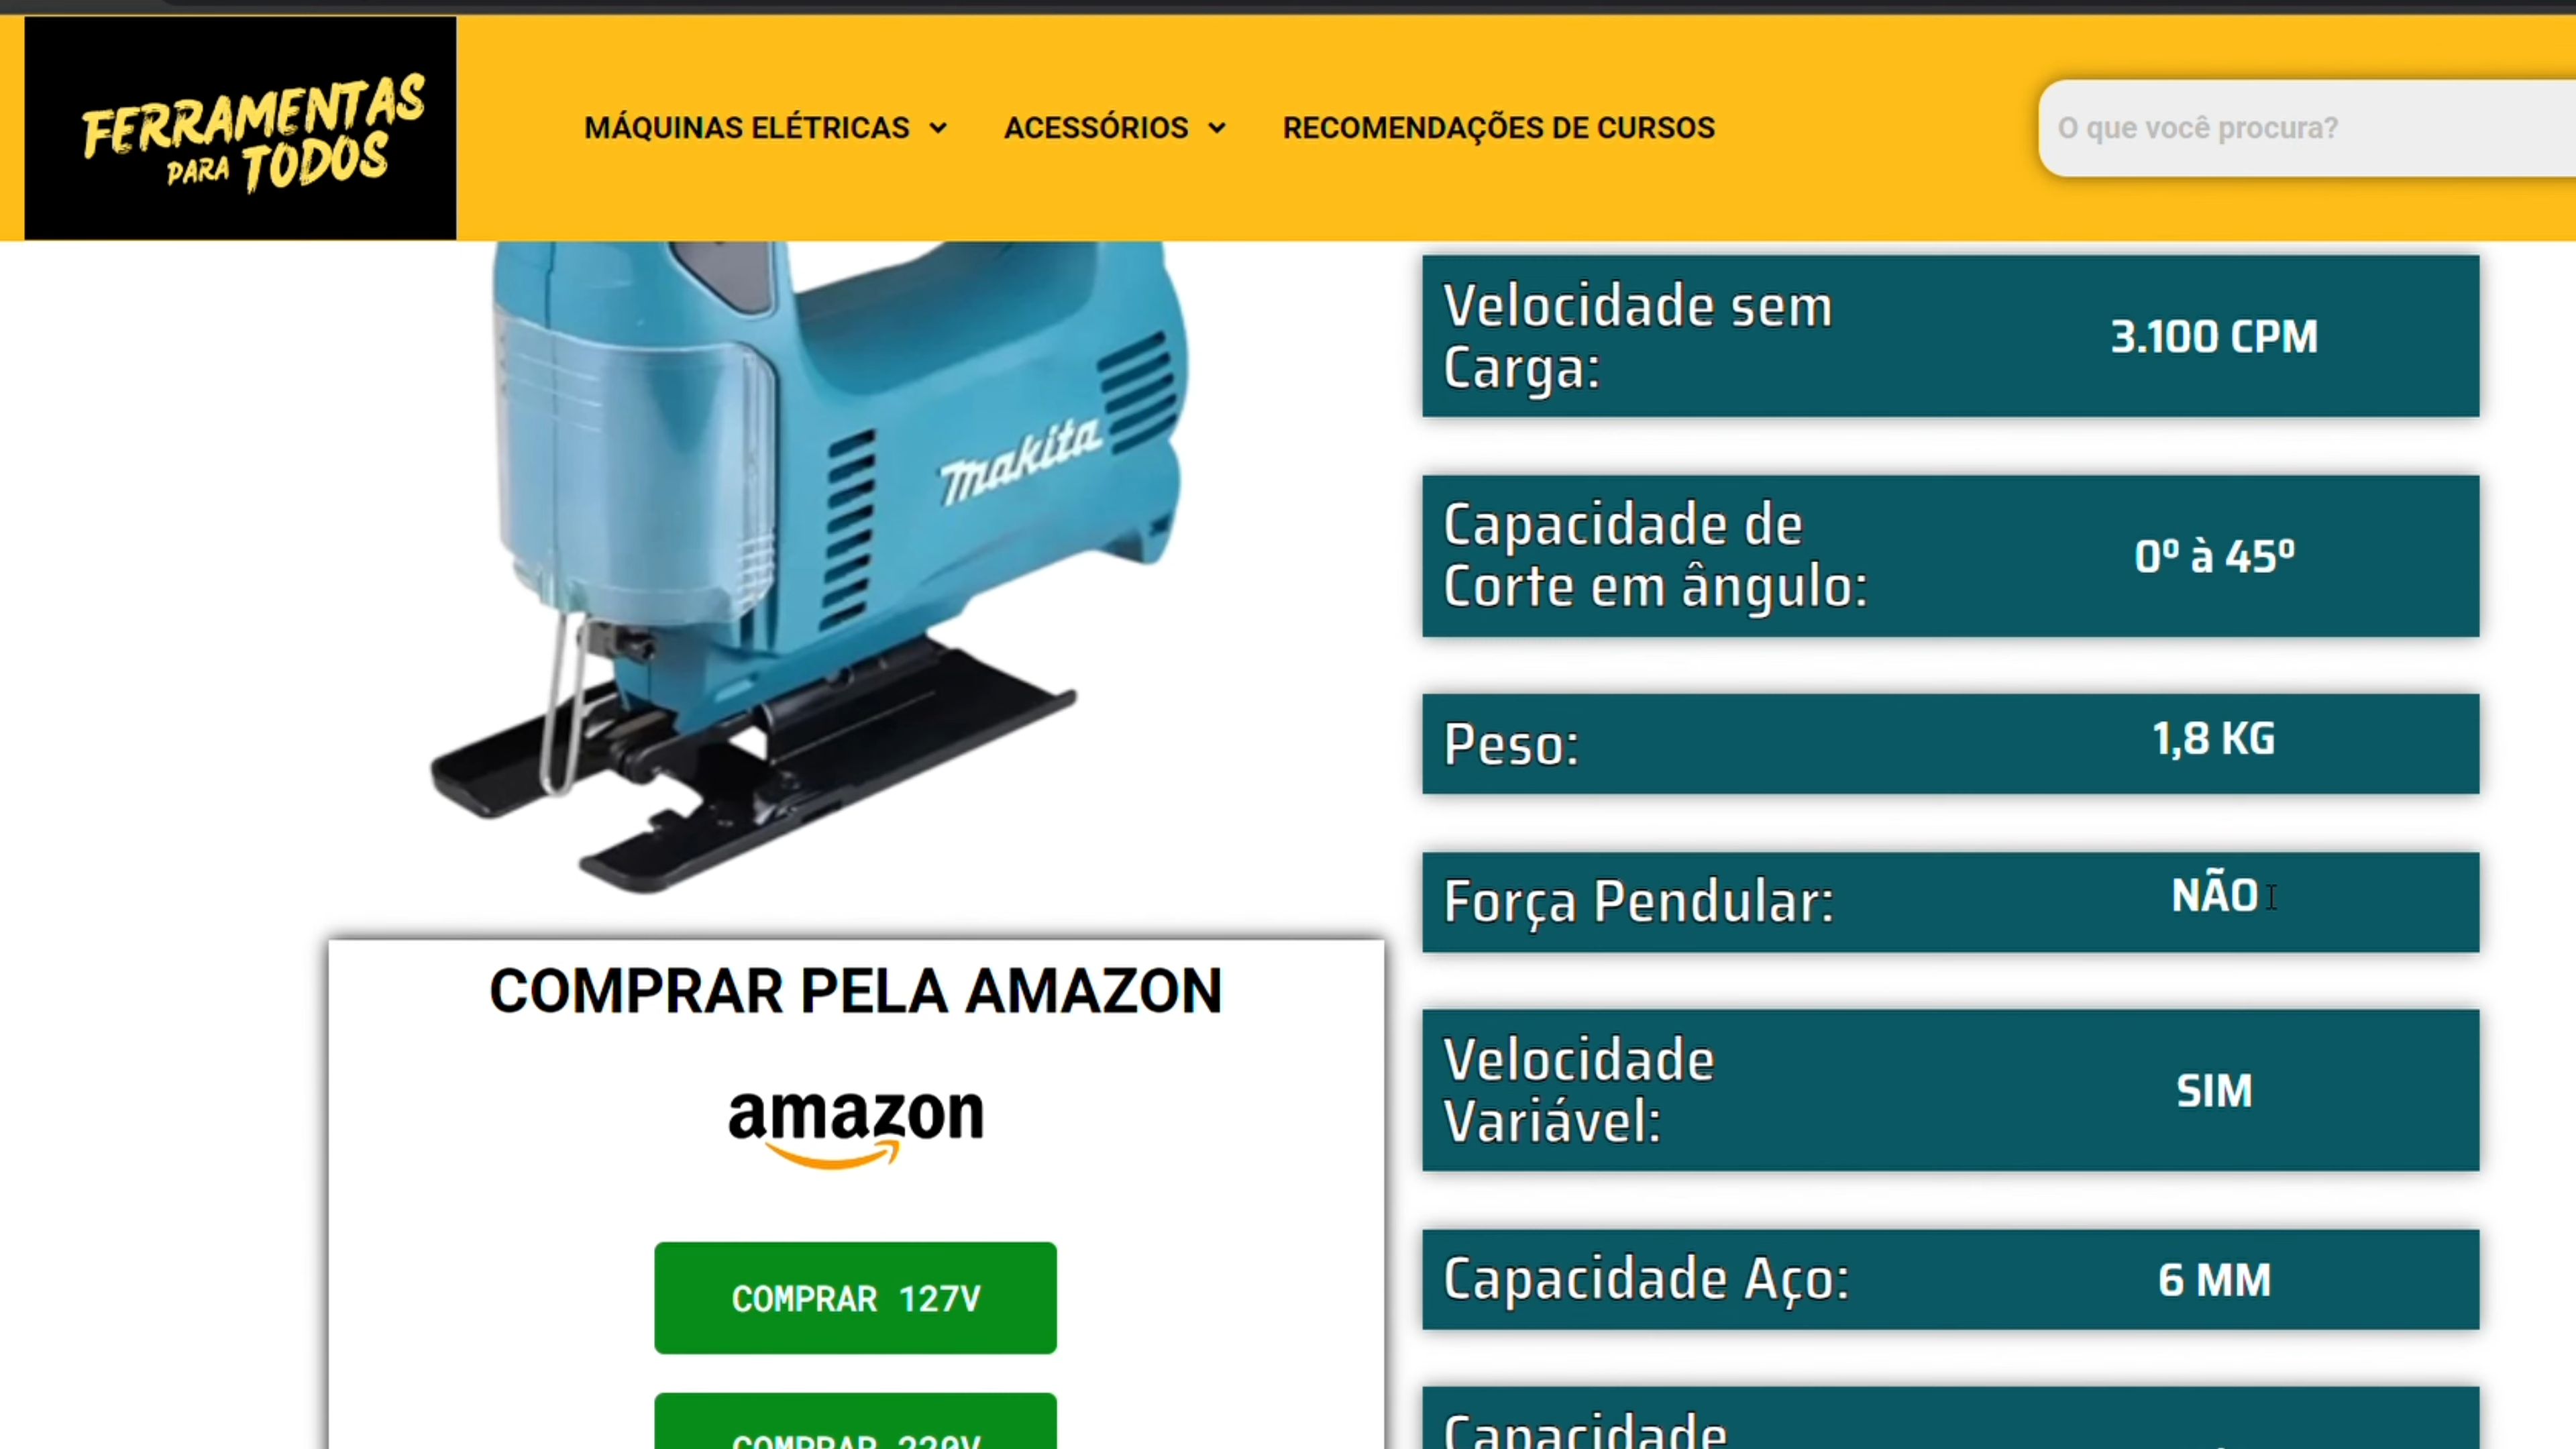 FERRAMENTAS
PARA TODOS
MÁQUINAS ELÉTRICAS
ACESSÓRIOS
RECOMENDAÇÕES DE CURSOS
O que você procura?
makita
Velocidade sem
Carga:
3.100 CPM
Capacidade de
Corte em ângulo:
0º à 45º
Peso:
1,8 KG
Força Pendular:
NÃO
Velocidade
Variável:
SIM
Capacidade Aço:
6 MM
Capacidade
COMPRAR PELA AMAZON
amazon
COMPRAR 127V
COMPRAR 220V